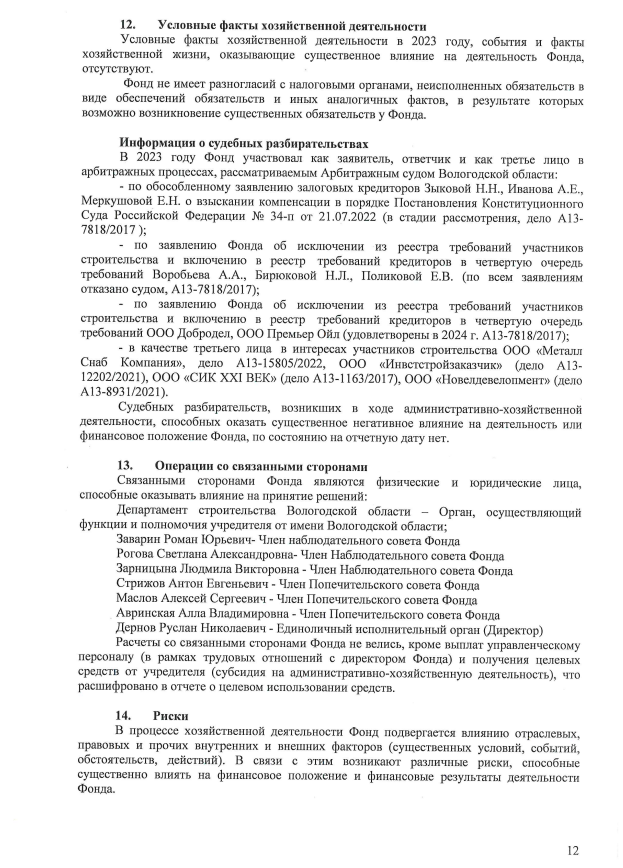 12. Условные факты хозяйственной деятельности
Условные факты хозяйственной деятельности в 2023 году, события и факты
хозяйственной жизни, оказывающие существенное влияние на деятельность Фонда,
отсутствуют.
Фонд не имеет разногласий с налоговыми органами, неисполненных обязательств в
виде обеспечений обязательств и иных аналогичных фактов, в результате которых
возможно возникновение существенных обязательств у Фонда.
Информация о судебных разбирательствах
В 2023 году Фонд участвовал как заявитель, ответчик и как третье лицо в
арбитражных процессах, рассматриваемым Арбитражным судом Вологодской области:
- по обособленному заявлению залоговых кредиторов Зыковой Н.Н., Иванова А.Е.,
Меркушовой Е.Н. о взыскании компенсации в порядке Постановления Конституционного
Суда Российской Федерации № 34-п от 21.07.2022 (в стадии рассмотрения, дело А13-
7818/2017 );
- по заявлению Фонда об исключении из реестра требований участников
строительства и включению в реестр требований кредиторов в четвертую очередь
требований Воробьева А.А., Бирюковой Н.Л., Поликовой Е.В. (по всем заявлениям
отказано судом, А13-7818/2017);
- по заявлению Фонда об исключении из реестра требований участников
строительства и включению в реестр требований кредиторов в четвертую очередь
требований ООО Добродел, ООО Премьер Ойл (удовлетворены в 2024 г. А13-7818/2017);
- в качестве третьего лица в интересах участников строительства ООО «Металл
Снаб Компания», дело А13-15805/2022, ООО «Инвстстройзаказчик» (дело А13-
12202/2021), ООО «СИК XXI ВЕК» (дело А13-1163/2017), ООО «Новелдевелопмент» (дело
А13-8931/2021).
Судебных разбирательств, возникших в ходе административно-хозяйственной
деятельности, способных оказать существенное негативное влияние на деятельность или
финансовое положение Фонда, по состоянию на отчетную дату нет.
13. Операции со связанными сторонами
Связанными сторонами Фонда являются физические и юридические лица,
способные оказывать влияние на принятие решений:
Департамент строительства Вологодской области – Орган, осуществляющий
функции и полномочия учредителя от имени Вологодской области;
Заварин Роман Юрьевич- Член наблюдательного совета Фонда
Рогова Светлана Александровна- Член Наблюдательного совета Фонда
Зарницына Людмила Викторовна - Член Наблюдательного совета Фонда
Стрижов Антон Евгеньевич - Член Попечительского совета Фонда
Маслов Алексей Сергеевич - Член Попечительского совета Фонда
Авринская Алла Владимировна - Член Попечительского совета Фонда
Дернов Руслан Николаевич - Единоличный исполнительный орган (Директор)
Расчеты со связанными сторонами Фонда не велись, кроме выплат управленческому
персоналу (в рамках трудовых отношений с директором Фонда) и получения целевых
средств от учредителя (субсидия на административно-хозяйственную деятельность), что
расшифровано в отчете о целевом использовании средств.
14. Риски
В процессе хозяйственной деятельности Фонд подвергается влиянию отраслевых,
правовых и прочих внутренних и внешних факторов (существенных условий, событий,
обстоятельств, действий). В связи с этим возникают различные риски, способные
существенно влиять на финансовое положение и финансовые результаты деятельности
Фонда.
12